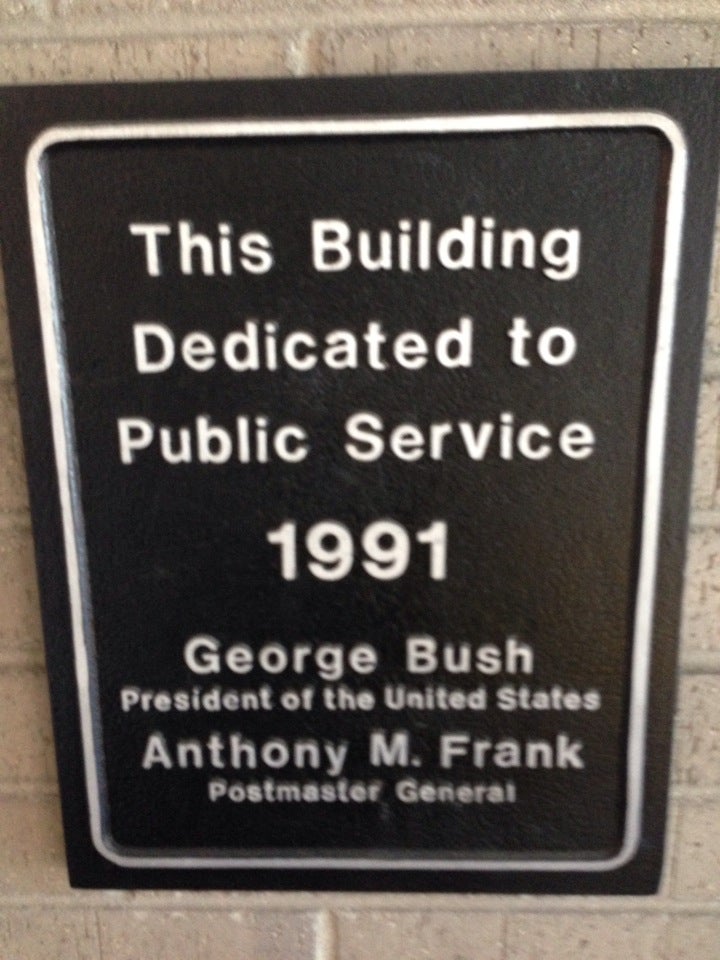 This Building
Dedicated to
Public Service
1991
George Bush
President of the United States
Anthony M. Frank
Postmaster General